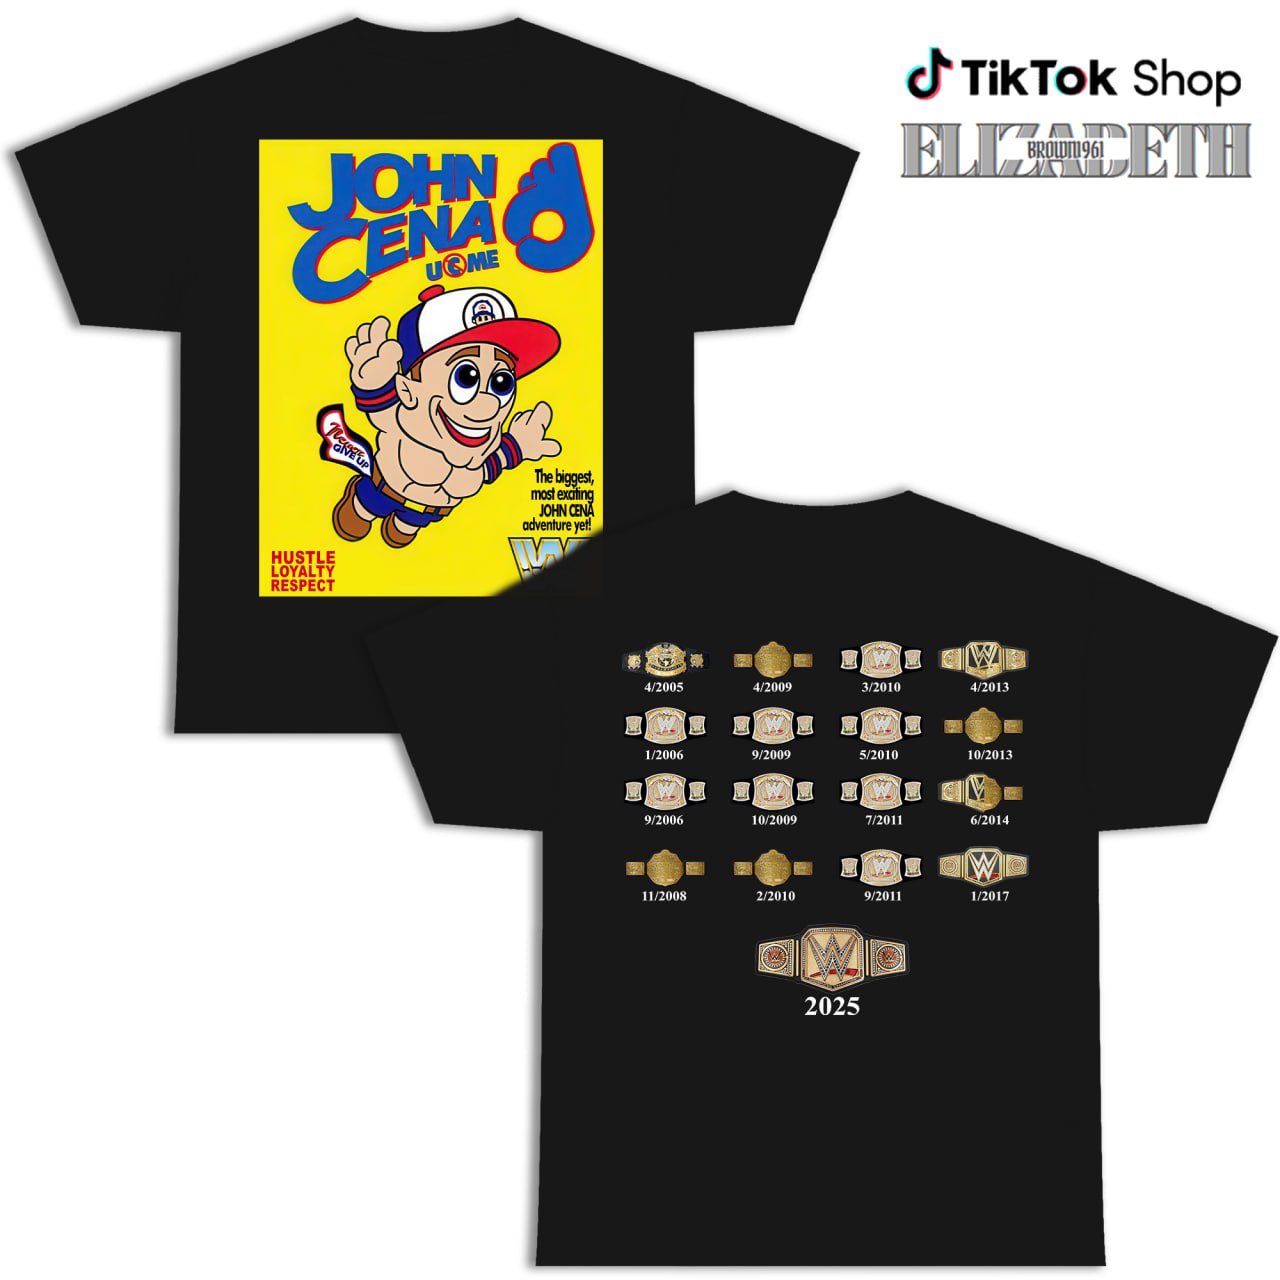 TikTok Shop
ELIZABETH
BROWN1961
JOHN
CENA
U C ME
Never
GIVE UP
The biggest,
most exciting
JOHN CENA
adventure yet!
HUSTLE
LOYALTY
RESPECT
4/2005 4/2009 3/2010 4/2013
1/2006 9/2009 5/2010 10/2013
9/2006 10/2009 7/2011 6/2014
11/2008 2/2010 9/2011 1/2017
2025